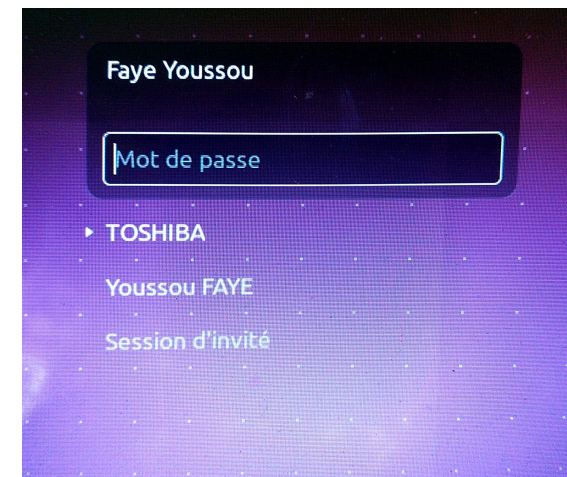 Faye Youssou
Mot de passe
TOSHIBA
Youssou FAYE
Session d'invité